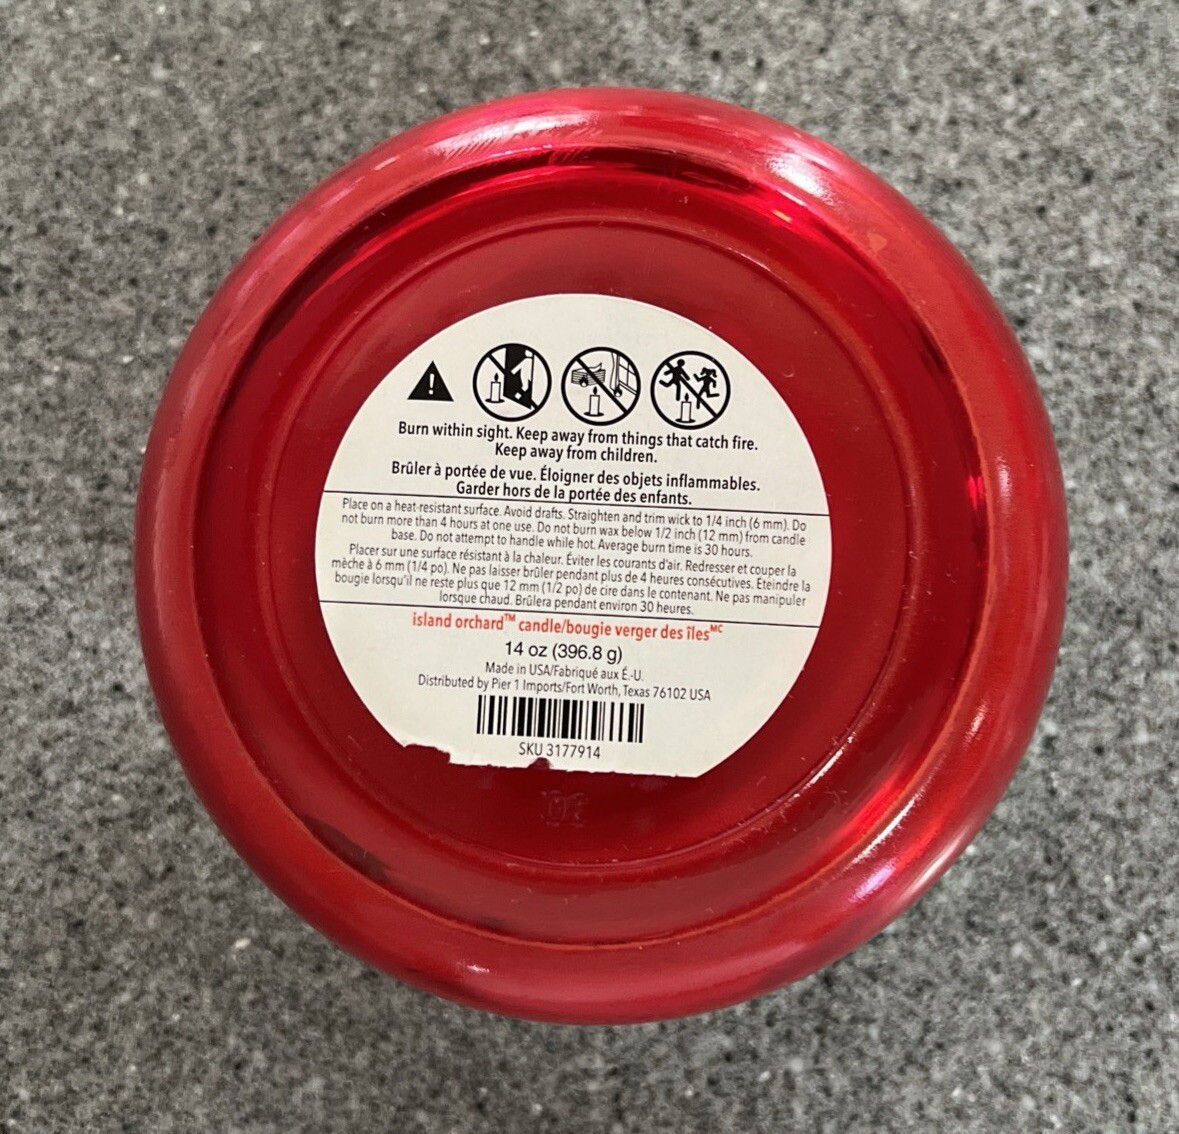 Burn within sight. Keep away from things that catch fire.
Keep away from children.
Brûler à portée de vue. Éloigner des objets inflammables.
Garder hors de la portée des enfants.
Place on a heat-resistant surface. Avoid drafts. Straighten and trim wick to 1/4 inch (6 mm). Do
not burn more than 4 hours at one use. Do not burn wax below 1/2 inch (12 mm) from candle
base. Do not attempt to handle while hot. Average burn time is 30 hours.
Placer sur une surface résistant à la chaleur. Éviter les courants d'air. Redresser et couper la
mèche à 6 mm (1/4 po). Ne pas laisser brûler pendant plus de 4 heures consécutives. Éteindre la
bougie lorsqu'il ne reste plus que 12 mm (1/2 po) de cire dans le contenant. Ne pas manipuler
lorsque chaud. Brûlera pendant environ 30 heures.
island orchard™ candle/bougie verger des îlesᴹᶜ
14 oz (396.8 g)
Made in USA/Fabriqué aux É.-U.
Distributed by Pier 1 Imports/Fort Worth, Texas 76102 USA
SKU 3177914